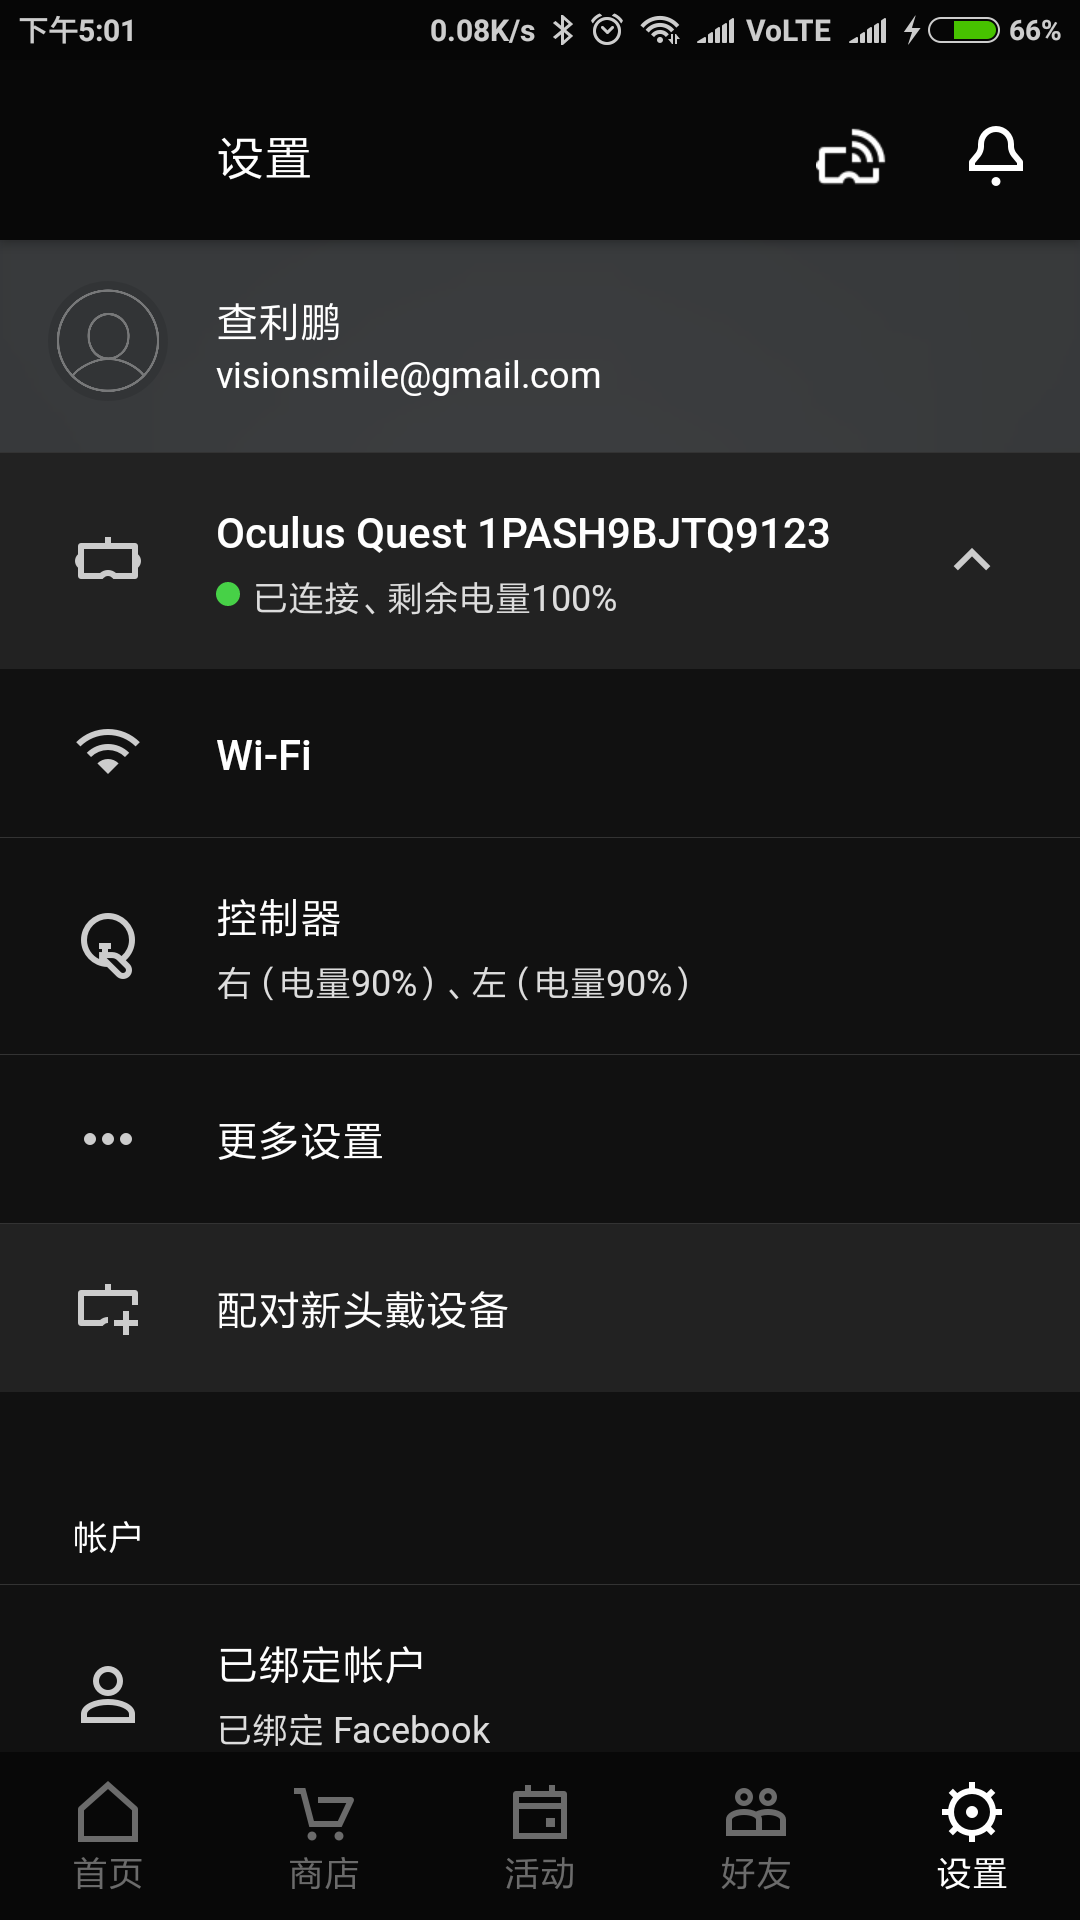 下午5:01 0.08K/s VoLTE 66%
设置
查利鹏
visionsmile@gmail.com
Oculus Quest 1PASH9BJTQ9123
已连接、剩余电量100%
Wi-Fi
控制器
右（电量90%）、左（电量90%）
更多设置
配对新头戴设备
帐户
已绑定帐户
已绑定 Facebook
首页 商店 活动 好友 设置